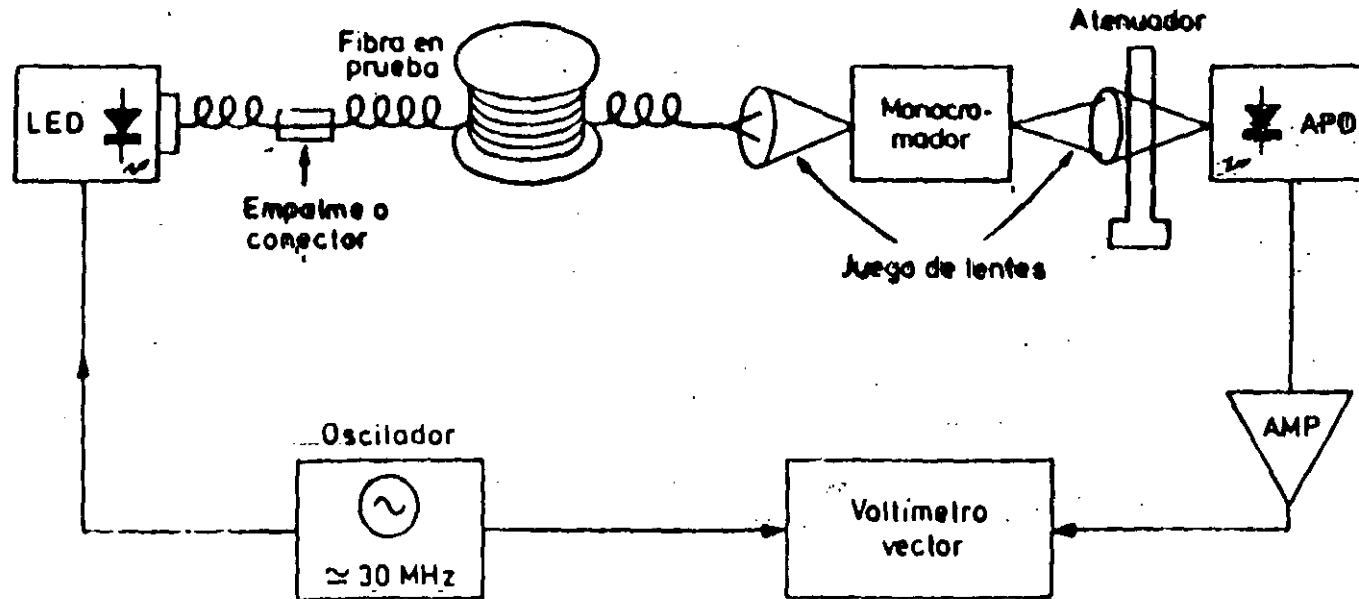 Atenuador
Fibra en
prueba
LED
Monocro-
mador
APD
Empalme o
conector
Juego de lentes
AMP
Oscilador
≃ 30 MHz
Voltímetro
vector